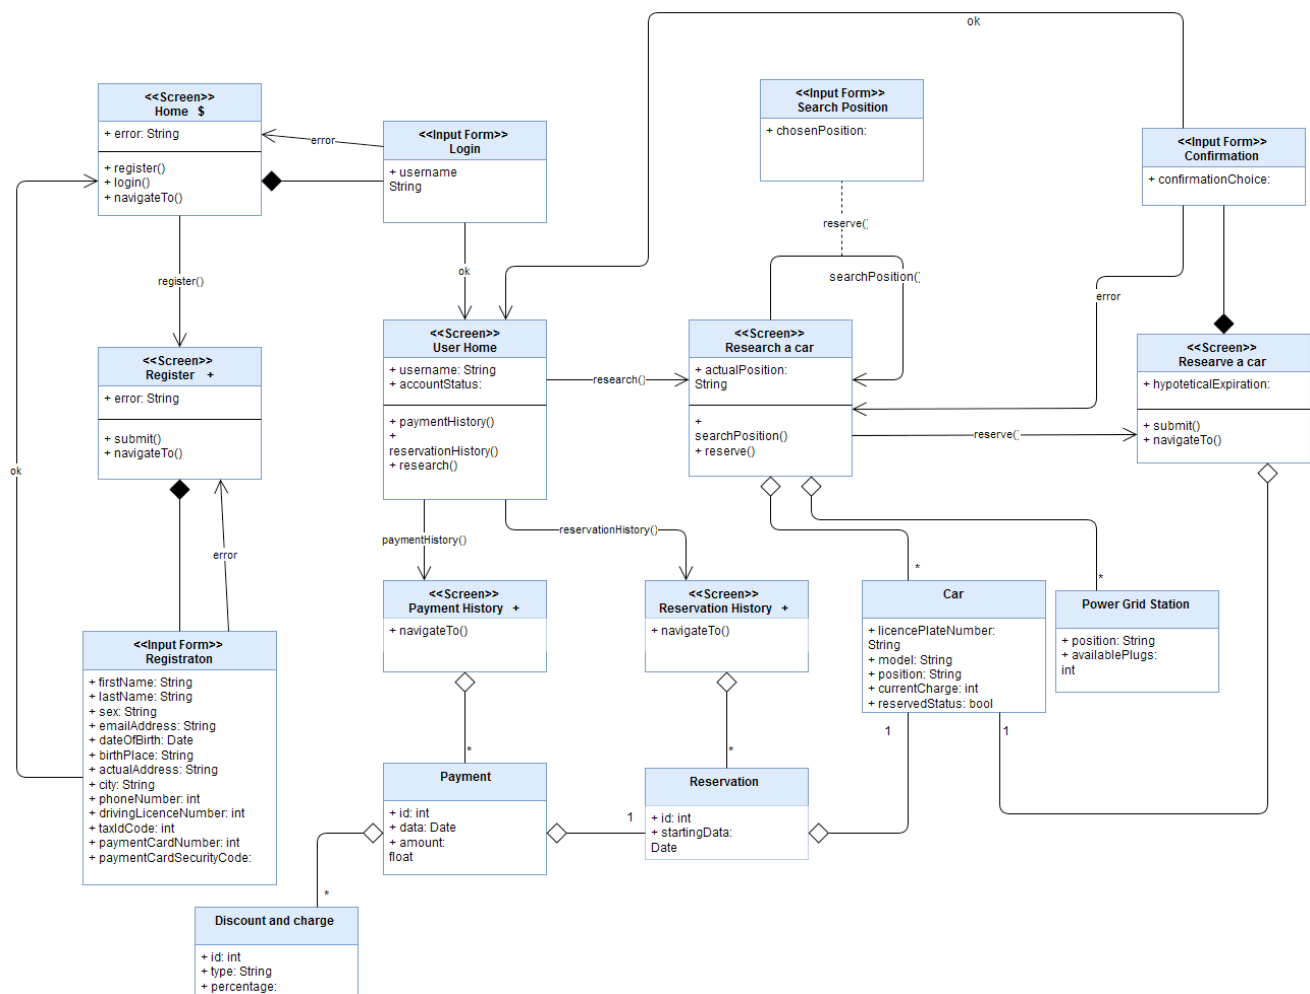 ok
<<Screen>>
Home $
+ error: String
+ register()
+ login()
+ navigateTo()
error
<<Input Form>>
Login
+ username
String
<<Input Form>>
Search Position
+ chosenPosition:
<<Input Form>>
Confirmation
+ confirmationChoice:
reserve()
searchPosition()
ok
register()
error
<<Screen>>
Register +
+ error: String
+ submit()
+ navigateTo()
<<Screen>>
User Home
+ username: String
+ accountStatus:
+ paymentHistory()
+
reservationHistory()
+ research()
research()
<<Screen>>
Research a car
+ actualPosition:
String
+
searchPosition()
+ reserve()
reserve()
<<Screen>>
Researve a car
+ hypoteticalExpiration:
+ submit()
+ navigateTo()
ok
error
paymentHistory()
reservationHistory()
*
*
<<Screen>>
Payment History +
+ navigateTo()
<<Screen>>
Reservation History +
+ navigateTo()
Car
+ licencePlateNumber:
String
+ model: String
+ position: String
+ currentCharge: int
+ reservedStatus: bool
Power Grid Station
+ position: String
+ availablePlugs:
int
<<Input Form>>
Registraton
+ firstName: String
+ lastName: String
+ sex: String
+ emailAddress: String
+ dateOfBirth: Date
+ birthPlace: String
+ actualAddress: String
+ city: String
+ phoneNumber: int
+ drivingLicenceNumber: int
+ taxIdCode: int
+ paymentCardNumber: int
+ paymentCardSecurityCode:
*
*
1
1
Payment
+ id: int
+ data: Date
+ amount:
float
1
Reservation
+ id: int
+ startingData:
Date
*
Discount and charge
+ id: int
+ type: String
+ percentage: